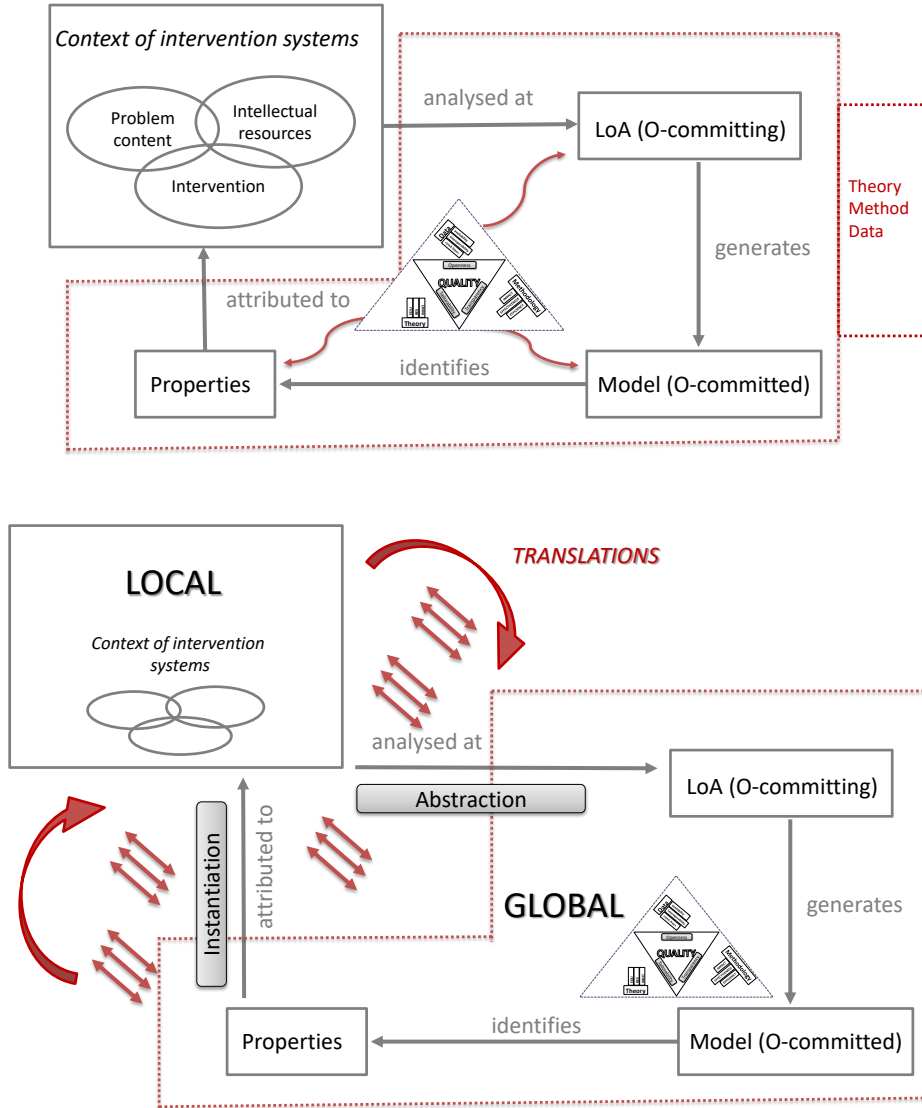 Context of intervention systems
Problem
content
Intellectual
resources
Intervention
analysed at
LoA (O-committing)
Theory
Method
Data
generates
Data
Openness
QUALITY
Methodology
Theory
attributed to
Properties
identifies
Model (O-committed)
LOCAL
Context of intervention
systems
TRANSLATIONS
analysed at
Abstraction
LoA (O-committing)
Instantiation
attributed to
GLOBAL
generates
Data
Openness
QUALITY
Methodology
Theory
Properties
identifies
Model (O-committed)